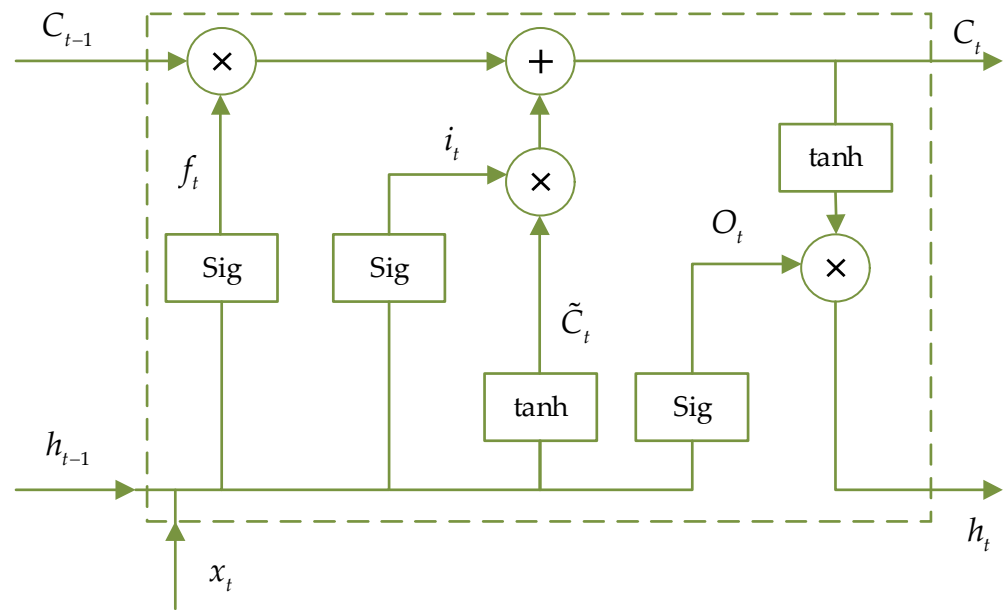 C_{t−1}
C_t
×
+
i_t
tanh
f_t
×
O_t
Sig
Sig
×
C̃_t
tanh
Sig
h_{t−1}
h_t
x_t